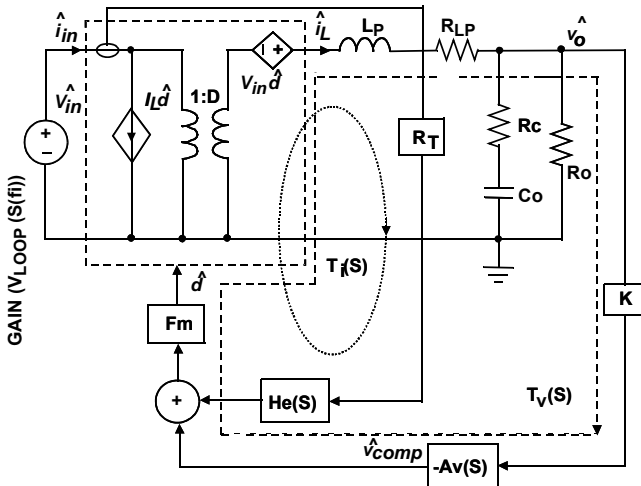 î_in
î_L
L_P
R_LP
v̂_o
V̂_in
I_L d̂
1:D
V_in d̂
R_T
Rc
Ro
Co
+
−
− +
GAIN (V_LOOP (S(fi))
d̂
T_i(S)
K
Fm
+
He(S)
T_v(S)
v̂_comp
-Av(S)